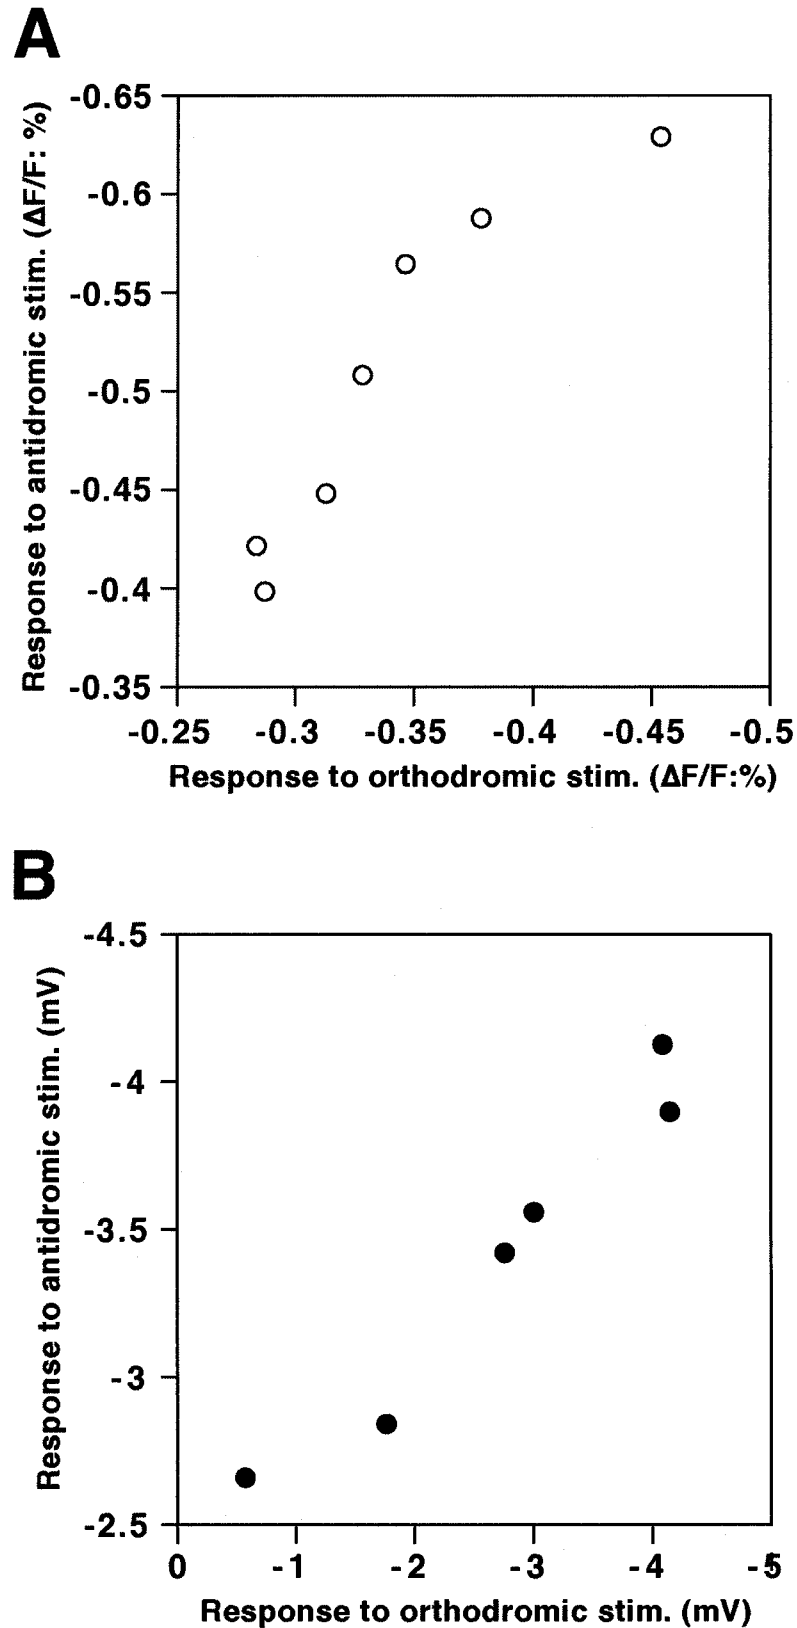 A
Response to antidromic stim. (ΔF/F: %)
-0.65
-0.6
-0.55
-0.5
-0.45
-0.4
-0.35
-0.25 -0.3 -0.35 -0.4 -0.45 -0.5
Response to orthodromic stim. (ΔF/F:%)
B
Response to antidromic stim. (mV)
-4.5
-4
-3.5
-3
-2.5
0 -1 -2 -3 -4 -5
Response to orthodromic stim. (mV)